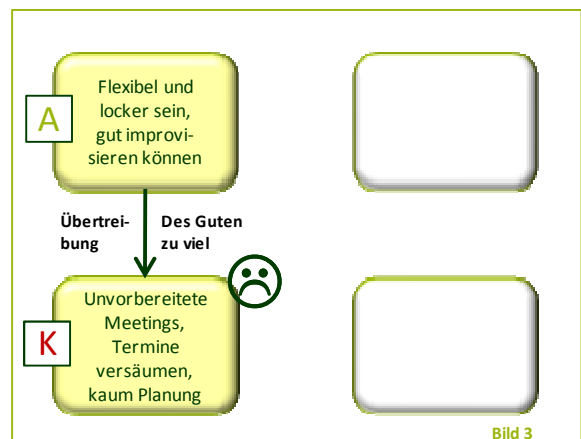 A
Flexibel und
locker sein,
gut improvi-
sieren können
Übertrei-
bung
Des Guten
zu viel
K
Unvorbereitete
Meetings,
Termine
versäumen,
kaum Planung
Bild 3